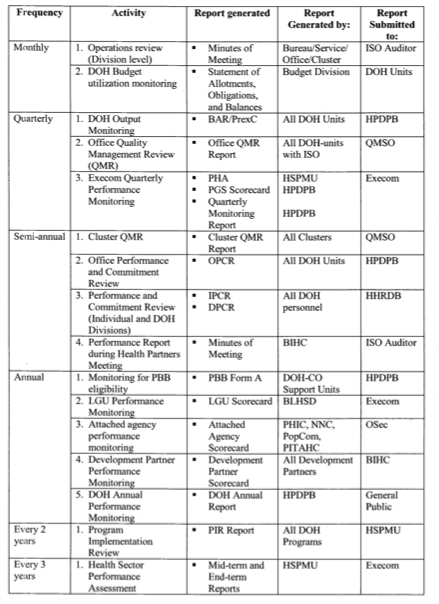 Frequency Activity Report generated Report Generated by: Report Submitted to:
Monthly 1. Operations review (Division level) ▪ Minutes of Meeting Bureau/Service/ Office/Cluster ISO Auditor
2. DOH Budget utilization monitoring ▪ Statement of Allotments, Obligations, and Balances Budget Division DOH Units
Quarterly 1. DOH Output Monitoring ▪ BAR/PrexC All DOH Units HPDPB
2. Office Quality Management Review (QMR) ▪ Office QMR Report All DOH-units with ISO QMSO
3. Execom Quarterly Performance Monitoring ▪ PHA ▪ PGS Scorecard ▪ Quarterly Monitoring Report HSPMU HPDPB HPDPB Execom
Semi-annual 1. Cluster QMR ▪ Cluster QMR Report All Clusters QMSO
2. Office Performance and Commitment Review ▪ OPCR All DOH Units HPDPB
3. Performance and Commitment Review (Individual and DOH Divisions) ▪ IPCR ▪ DPCR All DOH personnel HHRDB
4. Performance Report during Health Partners Meeting ▪ Minutes of Meeting BIHC ISO Auditor
Annual 1. Monitoring for PBB eligibility ▪ PBB Form A DOH-CO Support Units HPDPB
2. LGU Performance Monitoring ▪ LGU Scorecard BLHSD Execom
3. Attached agency performance monitoring ▪ Attached Agency Scorecard PHIC, NNC, PopCom, PITAHC OSec
4. Development Partner Performance Monitoring ▪ Development Partner Scorecard All Development Partners BIHC
5. DOH Annual Performance Monitoring ▪ DOH Annual Report HPDPB General Public
Every 2 years 1. Program Implementation Review ▪ PIR Report All DOH Programs HSPMU
Every 3 years 1. Health Sector Performance Assessment ▪ Mid-term and End-term Reports HSPMU Execom